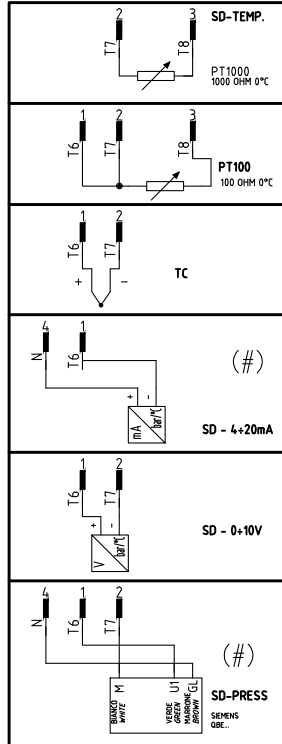 2 3 SD-TEMP.
T7 T8
PT1000
1000 OHM 0°C
1 2 3
T6 T7 T8
PT100
100 OHM 0°C
1 2
T6 T7
+ -
TC
4 1
N T6
(#)
+ -
mA bar/°C
SD - 4÷20mA
1 2
T6 T7
+ -
V bar/°C
SD - 0÷10V
4 1 2
N T6 T7
(#)
M U1 GL
BIANCO
WHITE
VERDE
GREEN
MARRONE
BROWN
SD-PRESS
SIEMENS
QBE...